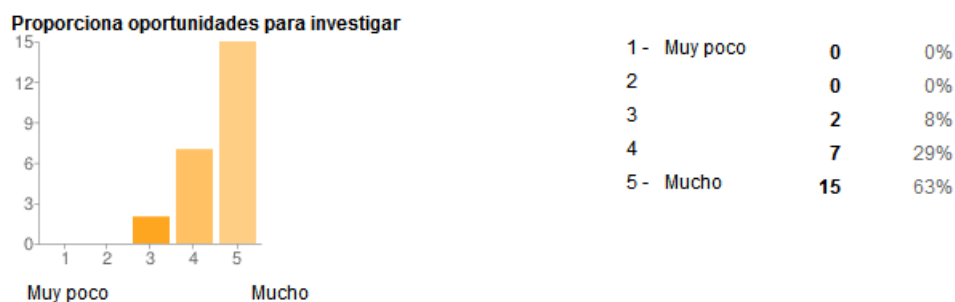 Proporciona oportunidades para investigar
15
12
9
6
3
0
1 2 3 4 5
Muy poco Mucho
1 - Muy poco 0 0%
2 0 0%
3 2 8%
4 7 29%
5 - Mucho 15 63%